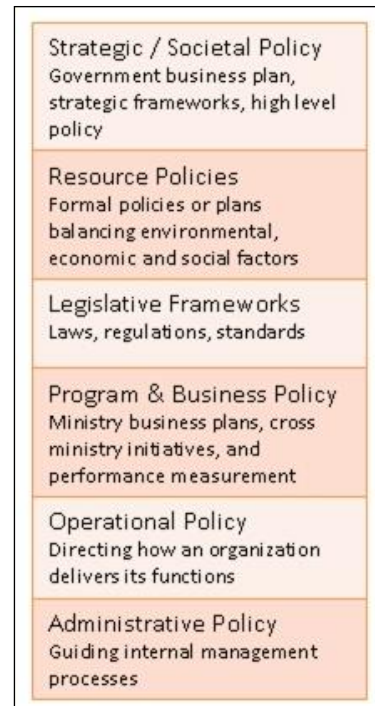 Strategic / Societal Policy
Government business plan,
strategic frameworks, high level
policy
Resource Policies
Formal policies or plans
balancing environmental,
economic and social factors
Legislative Frameworks
Laws, regulations, standards
Program & Business Policy
Ministry business plans, cross
ministry initiatives, and
performance measurement
Operational Policy
Directing how an organization
delivers its functions
Administrative Policy
Guiding internal management
processes